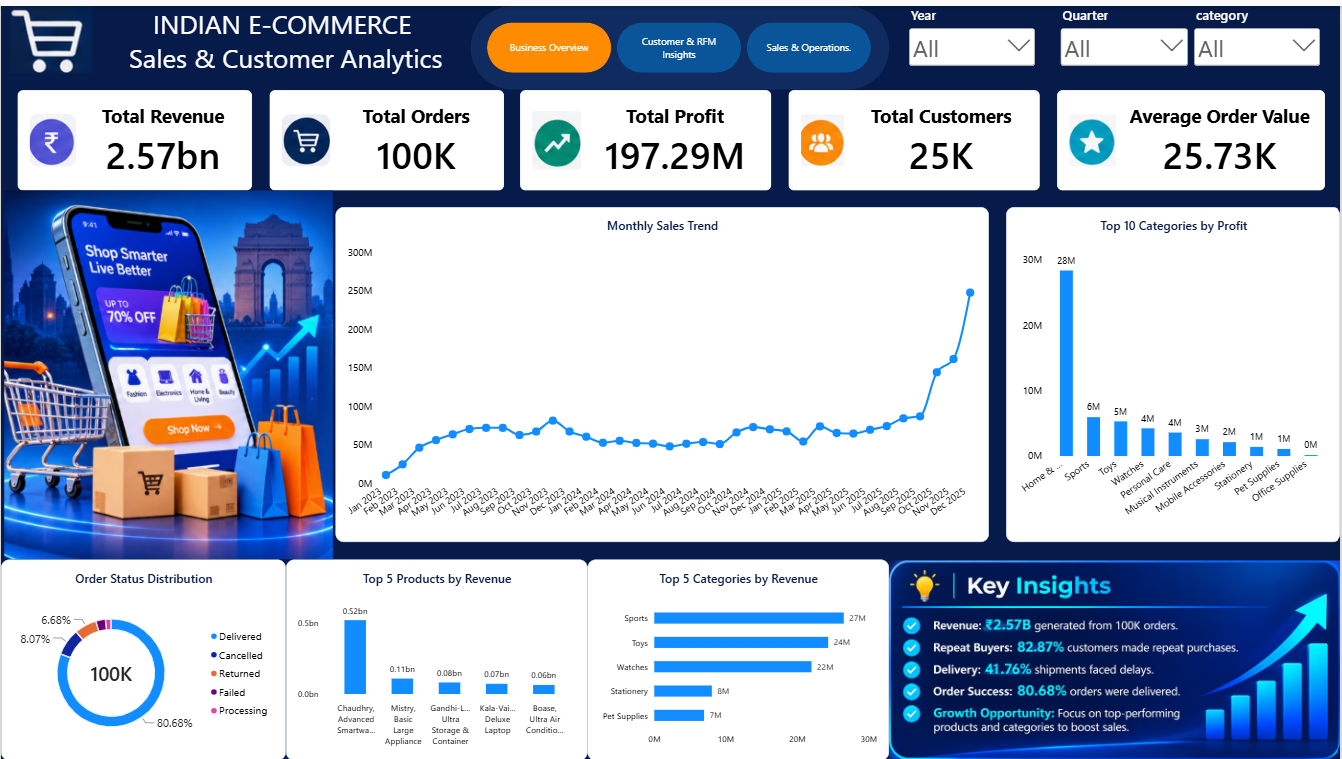 INDIAN E-COMMERCE
Sales & Customer Analytics
Business Overview
Customer & RFM
Insights
Sales & Operations.
Year
All
Quarter
All
category
All
Total Revenue
2.57bn
Total Orders
100K
Total Profit
197.29M
Total Customers
25K
Average Order Value
25.73K
9:41
Shop Smarter
Live Better
UP TO
70% OFF
Fashion
Electronics
Home &
Living
Beauty
Shop Now →
Monthly Sales Trend
300M
250M
200M
150M
100M
50M
0M
Jan 2023
Feb 2023
Mar 2023
Apr 2023
May 2023
Jun 2023
Jul 2023
Aug 2023
Sep 2023
Oct 2023
Nov 2023
Dec 2023
Jan 2024
Feb 2024
Mar 2024
Apr 2024
May 2024
Jun 2024
Jul 2024
Aug 2024
Sep 2024
Oct 2024
Nov 2024
Dec 2024
Jan 2025
Feb 2025
Mar 2025
Apr 2025
May 2025
Jun 2025
Jul 2025
Aug 2025
Sep 2025
Oct 2025
Nov 2025
Dec 2025
Top 10 Categories by Profit
30M
20M
10M
0M
28M
6M
5M
4M
4M
3M
2M
1M
1M
0M
Home & ...
Sports
Toys
Watches
Personal Care
Musical Instruments
Mobile Accessories
Stationery
Pet Supplies
Office Supplies
Order Status Distribution
6.68%
8.07%
100K
80.68%
Delivered
Cancelled
Returned
Failed
Processing
Top 5 Products by Revenue
0.5bn
0.0bn
0.52bn
0.11bn
0.08bn
0.07bn
0.06bn
Chaudhry,
Advanced
Smartwa...
Mistry,
Basic
Large
Appliance
Gandhi-L...
Ultra
Storage &
Container
Kala-Vai...
Deluxe
Laptop
Boase,
Ultra Air
Conditio...
Top 5 Categories by Revenue
Sports
27M
Toys
24M
Watches
22M
Stationery
8M
Pet Supplies
7M
0M
10M
20M
30M
Key Insights
Revenue: ₹2.57B generated from 100K orders.
Repeat Buyers: 82.87% customers made repeat purchases.
Delivery: 41.76% shipments faced delays.
Order Success: 80.68% orders were delivered.
Growth Opportunity: Focus on top-performing
products and categories to boost sales.